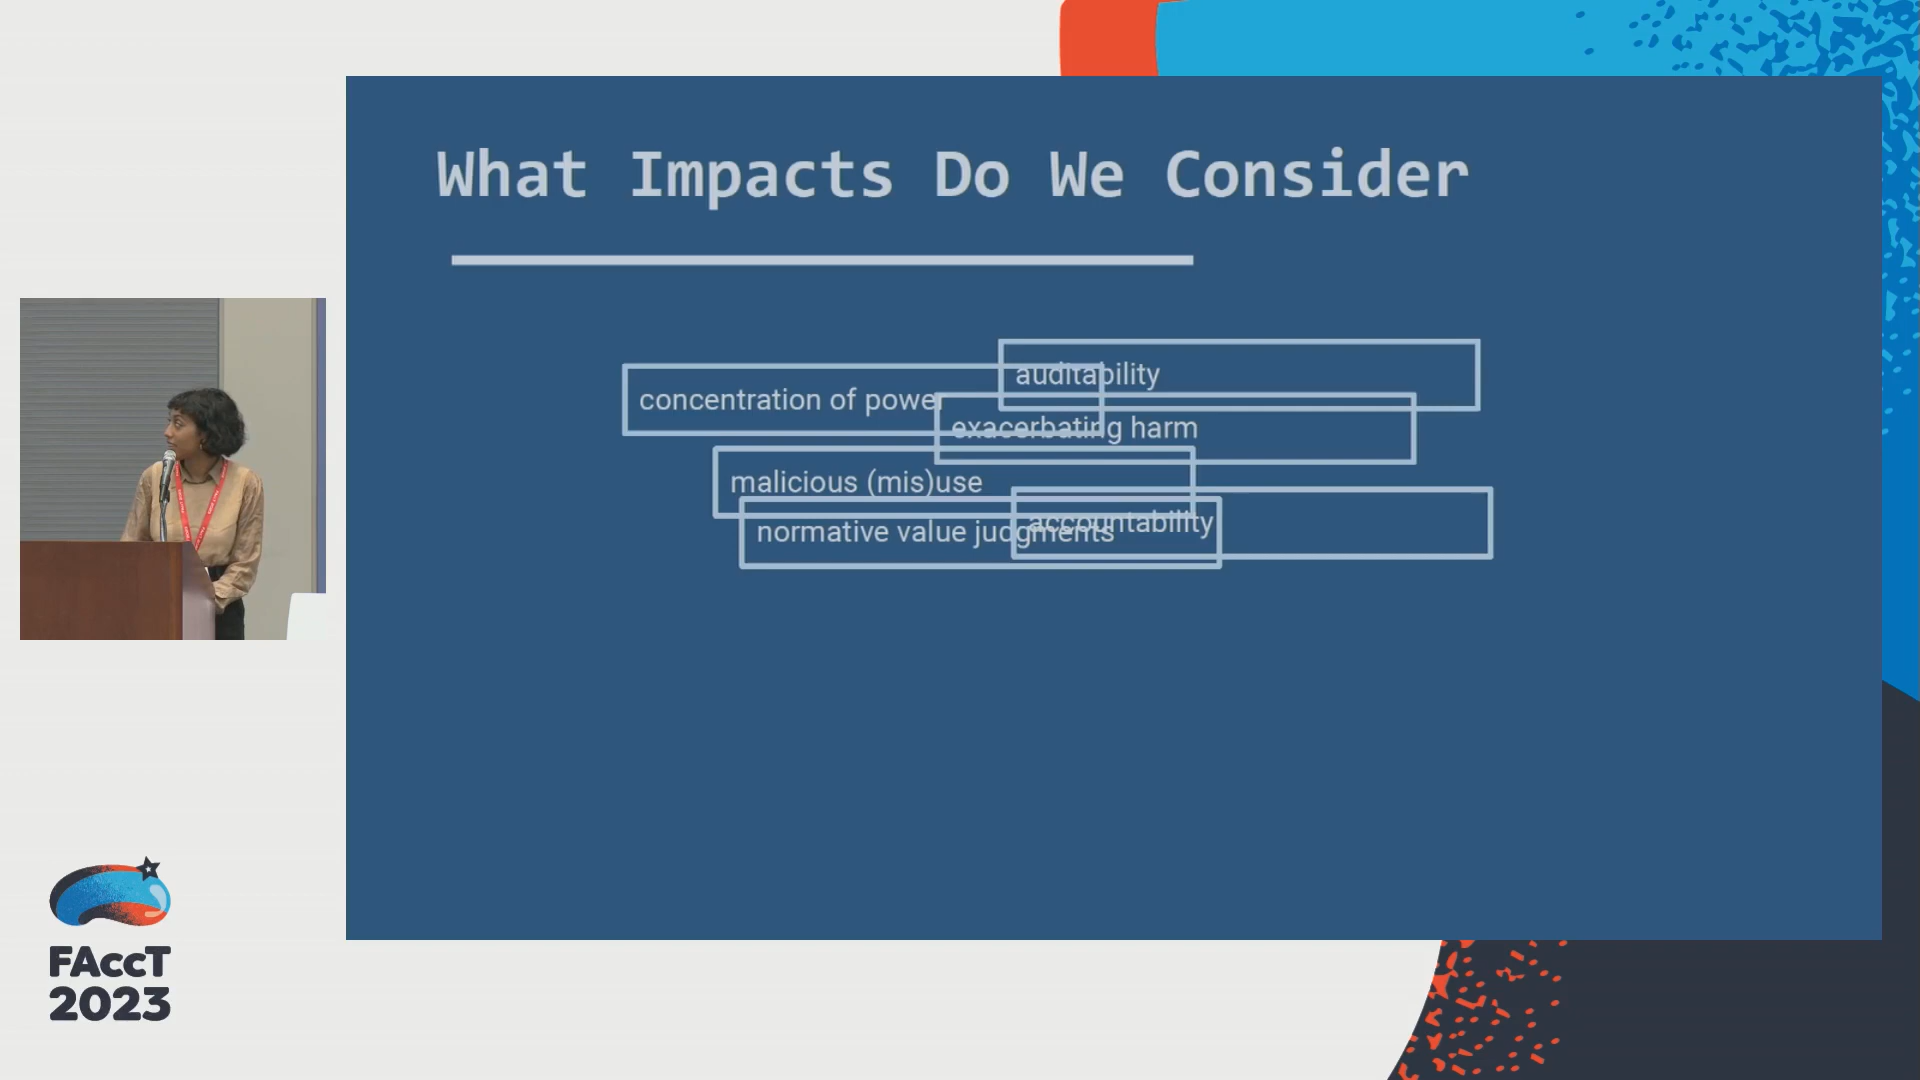 What Impacts Do We Consider
auditability
concentration of power
exacerbating harm
malicious (mis)use
accountability
normative value judgments
FAccT
2023